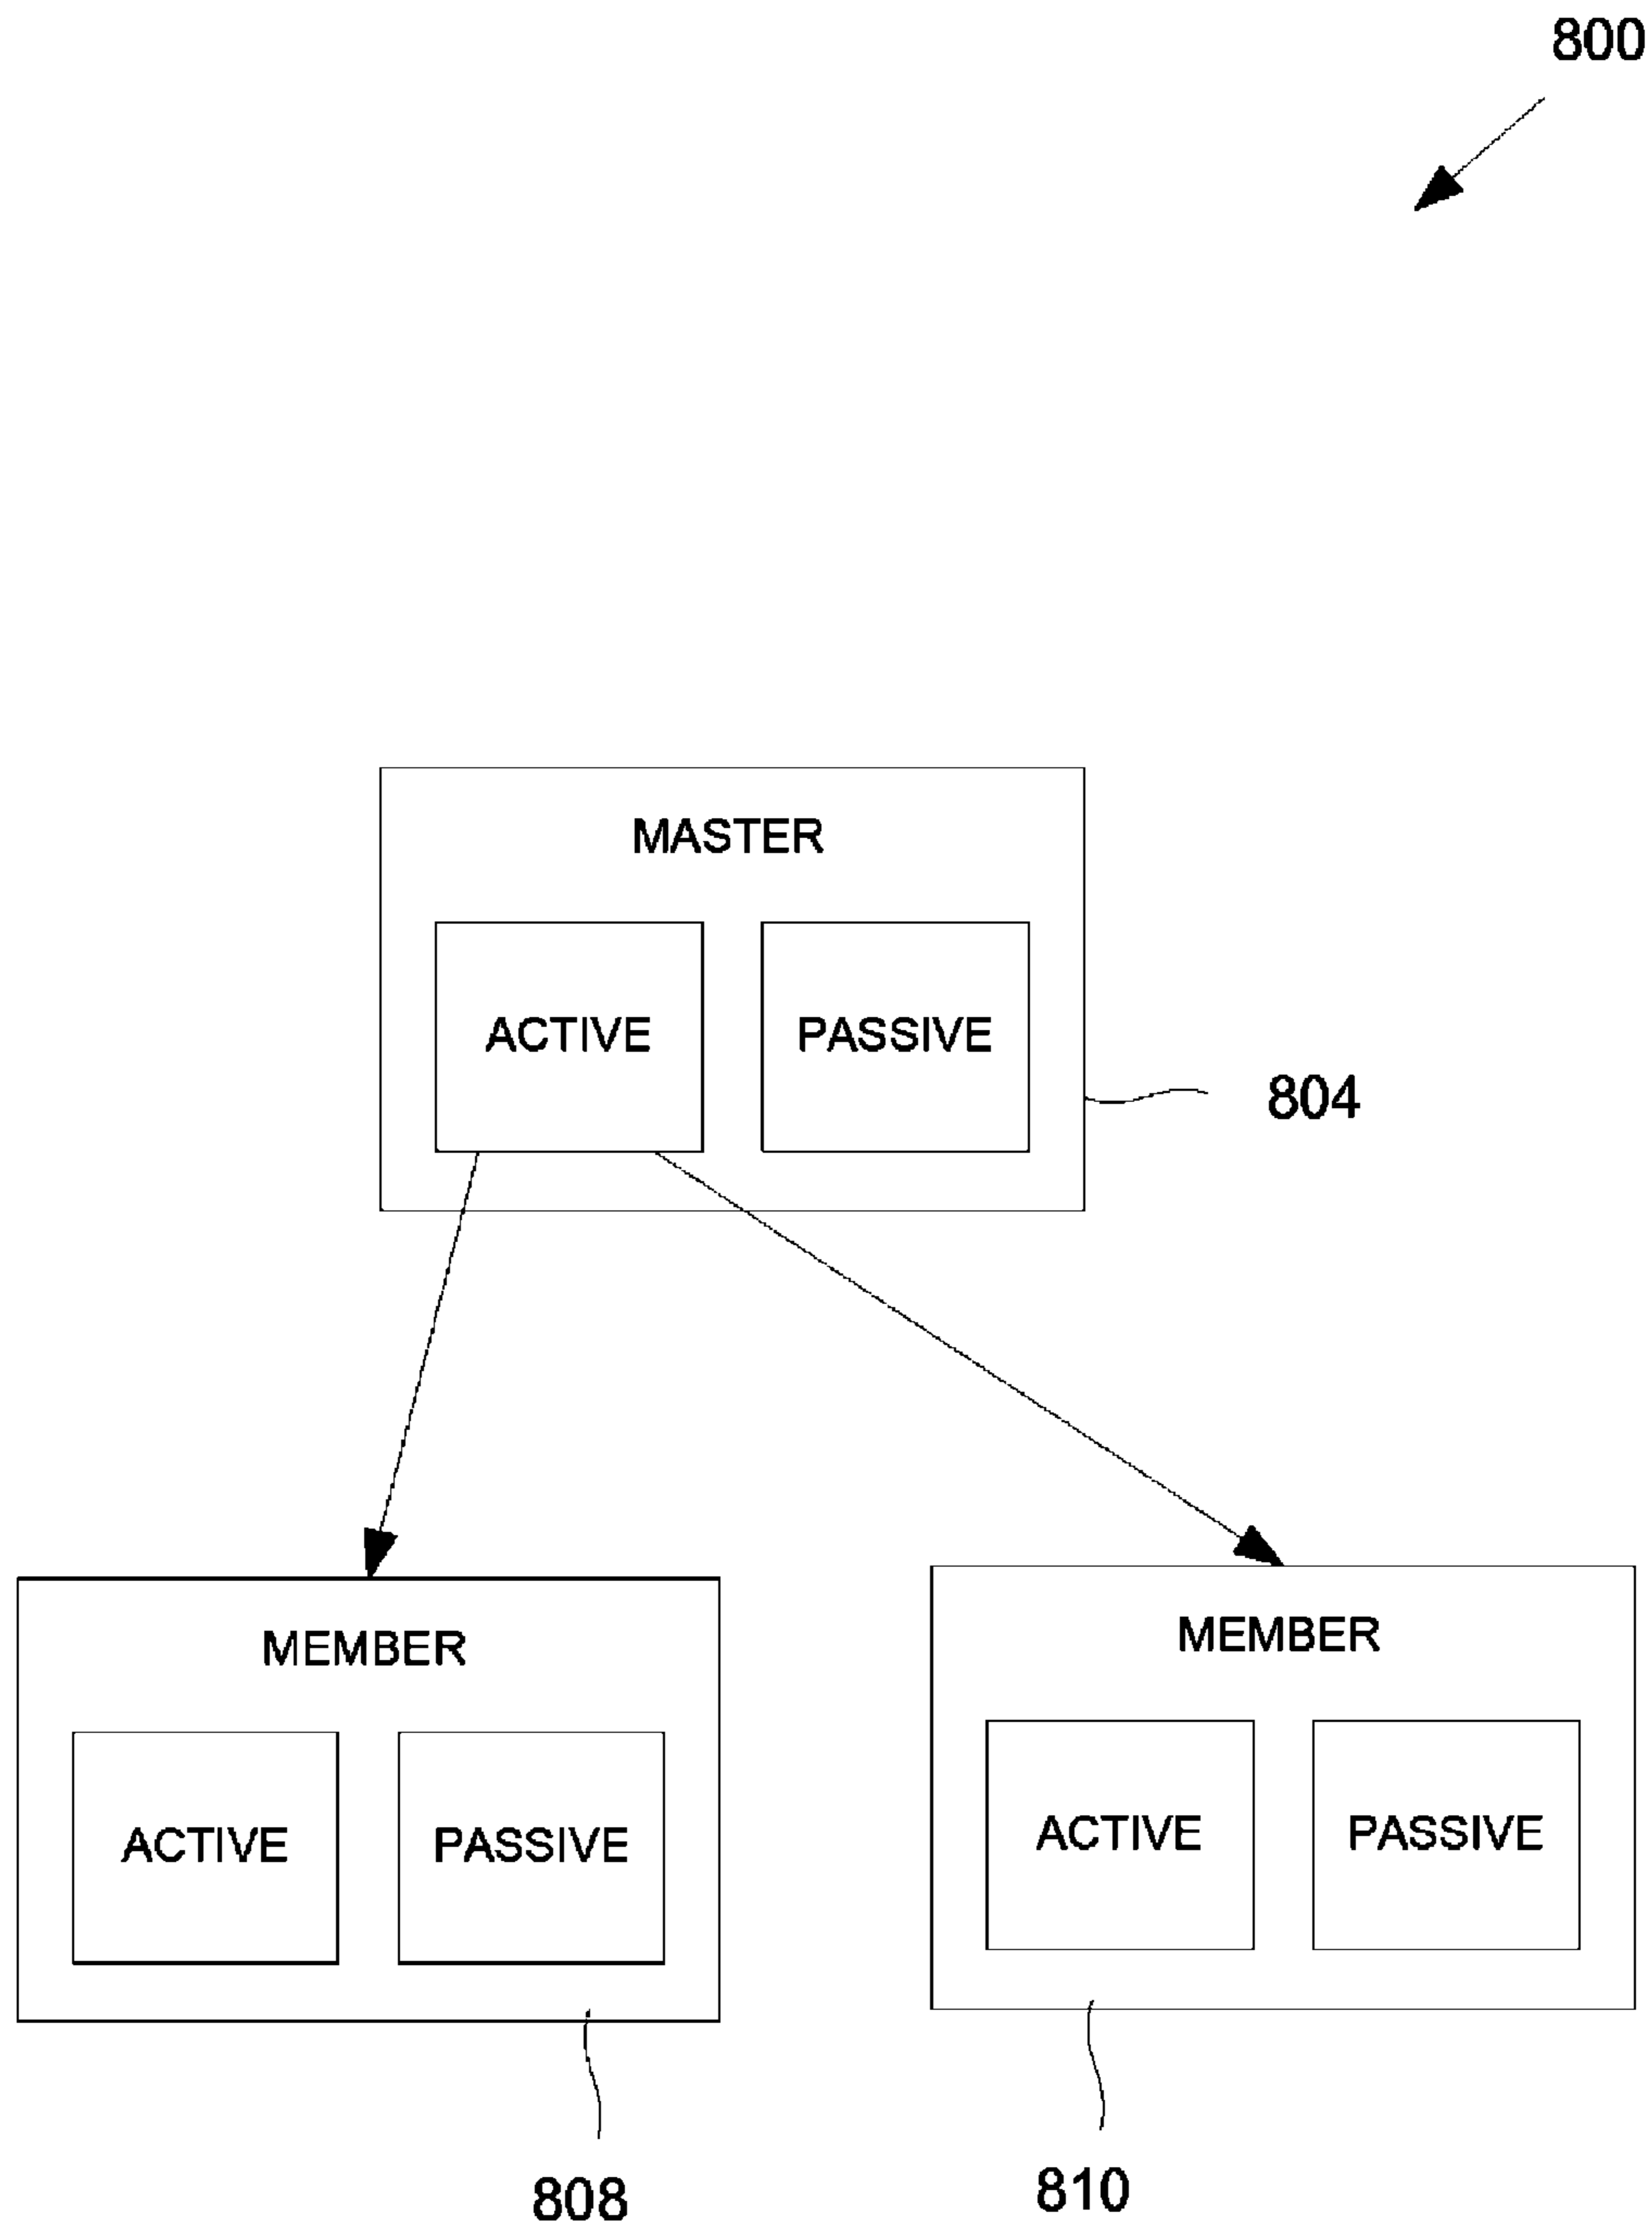 800
MASTER
ACTIVE PASSIVE
804
MEMBER MEMBER
ACTIVE PASSIVE ACTIVE PASSIVE
808 810